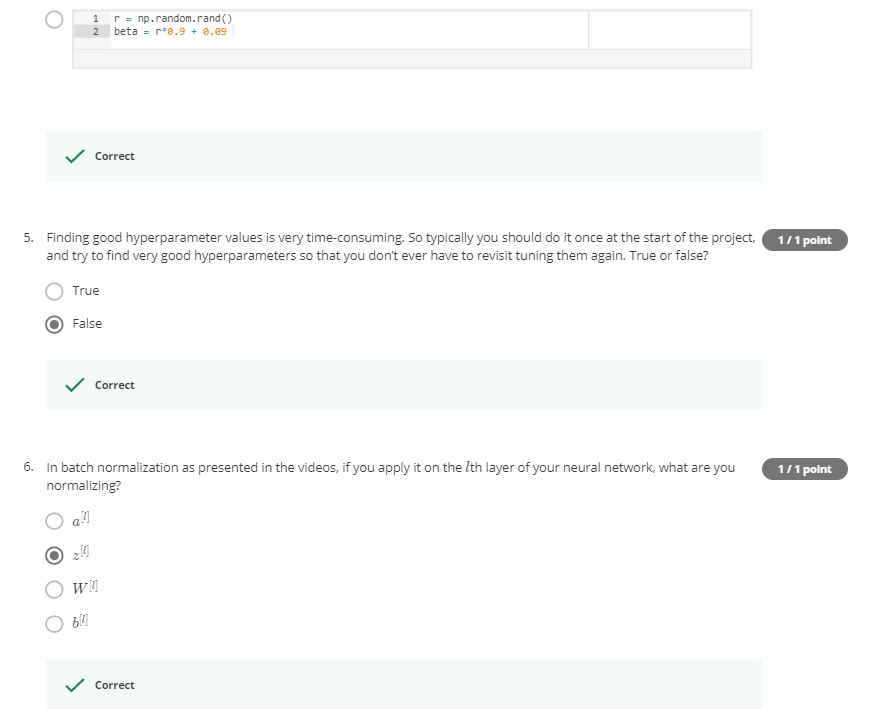 1 r = np.random.rand()
2 beta = r*0.9 + 0.09
Correct
5. Finding good hyperparameter values is very time-consuming. So typically you should do it once at the start of the project, 1 / 1 point
and try to find very good hyperparameters so that you don't ever have to revisit tuning them again. True or false?
True
False
Correct
6. In batch normalization as presented in the videos, if you apply it on the lth layer of your neural network, what are you 1 / 1 point
normalizing?
a[l]
z[l]
W[l]
b[l]
Correct